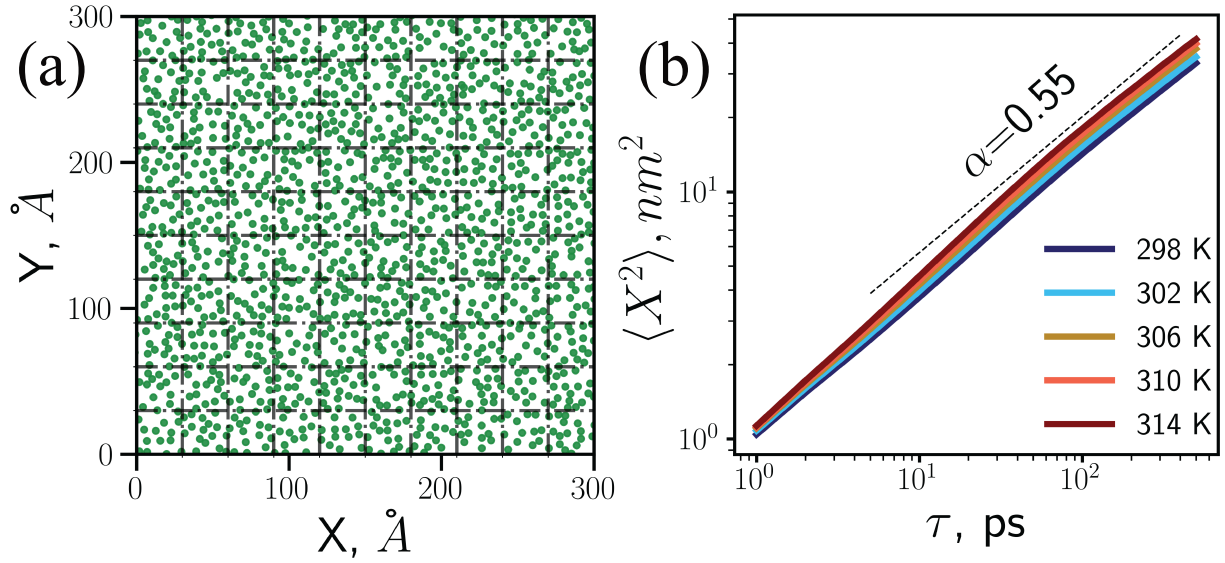 (a)
300
200
100
0
0 100 200 300
X, Å
Y, Å
(b)
α=0.55
10¹
10⁰
10⁰ 10¹ 10²
τ, ps
⟨X²⟩, nm²
298 K
302 K
306 K
310 K
314 K